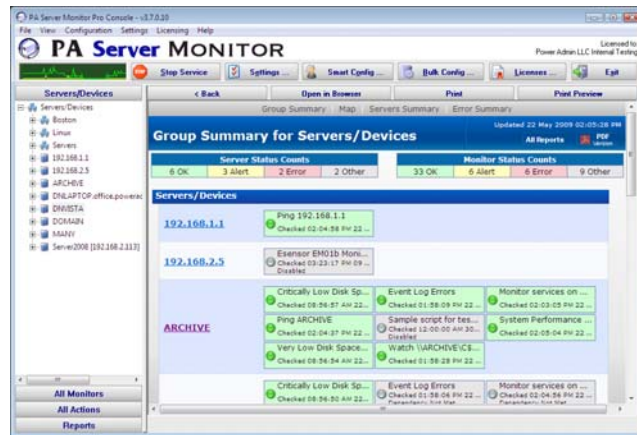 PA Server Monitor Pro Console - v3.7.0.20
File View Configuration Settings Licensing Help
PA SERVER MONITOR
Licensed to
Power Admin LLC Internal Testing
Stop Service Settings ... Smart Config ... Bulk Config ... Licenses ... Exit
Servers/Devices
< Back Open in Browser Print Print Preview
Servers/Devices
Boston
Linux
Servers
192.168.1.1
192.168.2.5
ARCHIVE
DNLAPTOP.office.powerac
DNVISTA
DOMAIN
MANY
Server2008 [192.168.2.113]
All Monitors
All Actions
Reports
Group Summary Map Servers Summary Error Summary
Updated 22 May 2009 02:05:28 PM
Group Summary for Servers/Devices
All Reports PDF Version
Server Status Counts
6 OK 3 Alert 2 Error 2 Other
Monitor Status Counts
33 OK 6 Alert 6 Error 9 Other
Servers/Devices
192.168.1.1
Ping 192.168.1.1
Checked 02:04:58 PM 22 ...
192.168.2.5
Esensor EM01b Moni...
Checked 03:23:17 PM 09 ...
Disabled
ARCHIVE
Critically Low Disk Sp...
Checked 08:56:57 AM 22 ...
Event Log Errors
Checked 01:58:09 PM 22 ...
Monitor services on ...
Checked 02:03:05 PM 22 ...
Ping ARCHIVE
Checked 02:04:37 PM 22 ...
Sample script for tes...
Checked 12:00:00 AM 30...
Disabled
System Performance ...
Checked 02:05:04 PM 22 ...
Very Low Disk Space...
Checked 08:56:54 AM 22 ...
Watch \\ARCHIVE\C$...
Checked 01:58:28 PM 22 ...
Critically Low Disk Sp...
Checked 08:56:50 AM 22 ...
Event Log Errors
Checked 01:58:06 PM 22 ...
Dependency Not Met
Monitor services on ...
Checked 02:04:56 PM 22 ...
Dependency Not Met